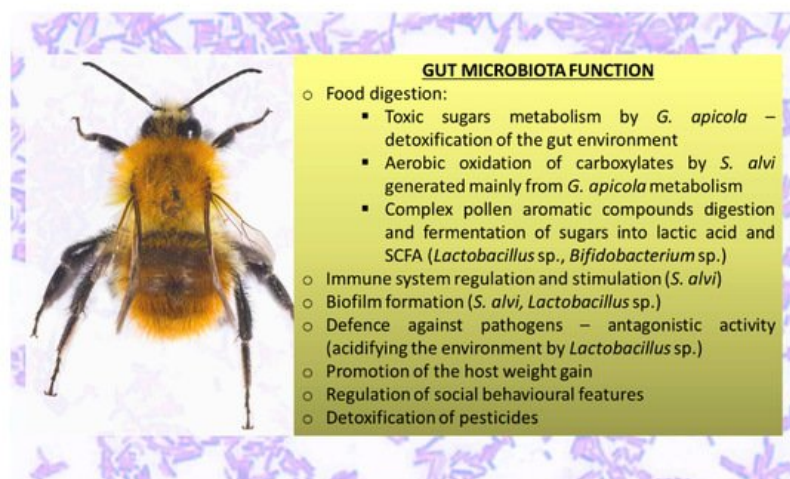 GUT MICROBIOTA FUNCTION
o Food digestion:
▪ Toxic sugars metabolism by G. apicola –
detoxification of the gut environment
▪ Aerobic oxidation of carboxylates by S. alvi
generated mainly from G. apicola metabolism
▪ Complex pollen aromatic compounds digestion
and fermentation of sugars into lactic acid and
SCFA (Lactobacillus sp., Bifidobacterium sp.)
o Immune system regulation and stimulation (S. alvi)
o Biofilm formation (S. alvi, Lactobacillus sp.)
o Defence against pathogens – antagonistic activity
(acidifying the environment by Lactobacillus sp.)
o Promotion of the host weight gain
o Regulation of social behavioural features
o Detoxification of pesticides